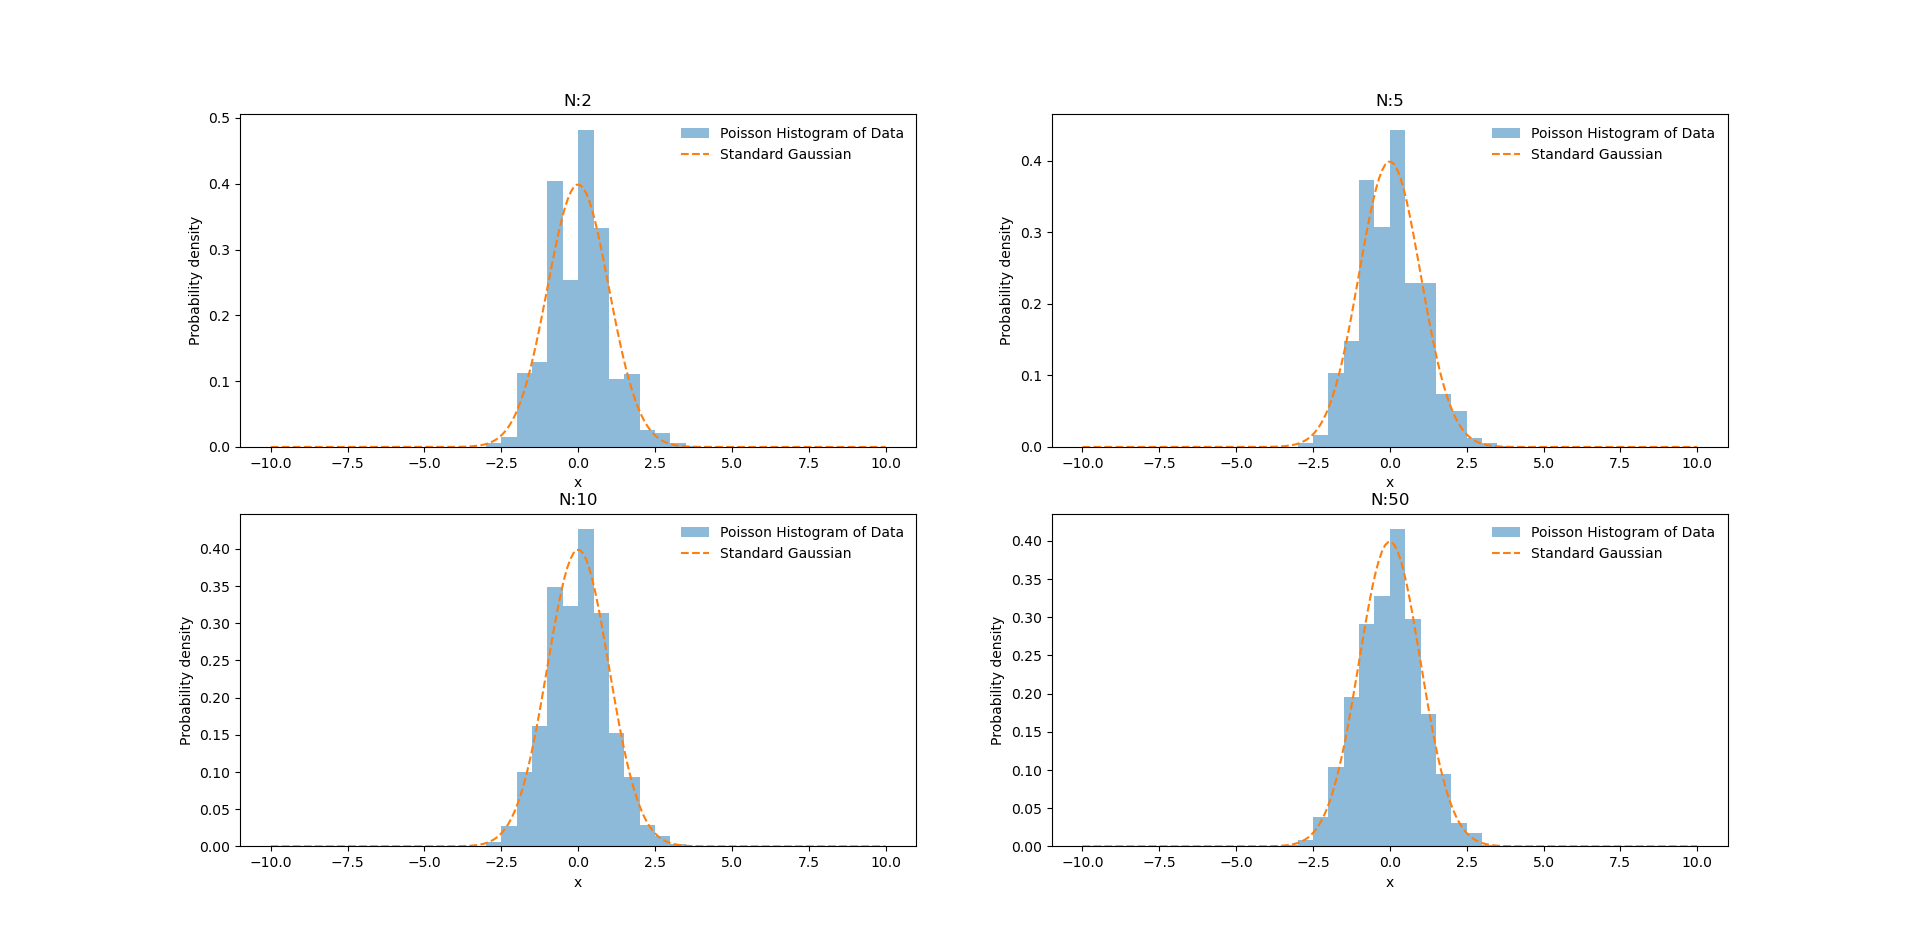 N:2
Probability density
0.5
0.4
0.3
0.2
0.1
0.0
Poisson Histogram of Data
Standard Gaussian
−10.0 −7.5 −5.0 −2.5 0.0 2.5 5.0 7.5 10.0
x
N:5
Probability density
0.4
0.3
0.2
0.1
0.0
Poisson Histogram of Data
Standard Gaussian
−10.0 −7.5 −5.0 −2.5 0.0 2.5 5.0 7.5 10.0
x
N:10
Probability density
0.40
0.35
0.30
0.25
0.20
0.15
0.10
0.05
0.00
Poisson Histogram of Data
Standard Gaussian
−10.0 −7.5 −5.0 −2.5 0.0 2.5 5.0 7.5 10.0
x
N:50
Probability density
0.40
0.35
0.30
0.25
0.20
0.15
0.10
0.05
0.00
Poisson Histogram of Data
Standard Gaussian
−10.0 −7.5 −5.0 −2.5 0.0 2.5 5.0 7.5 10.0
x